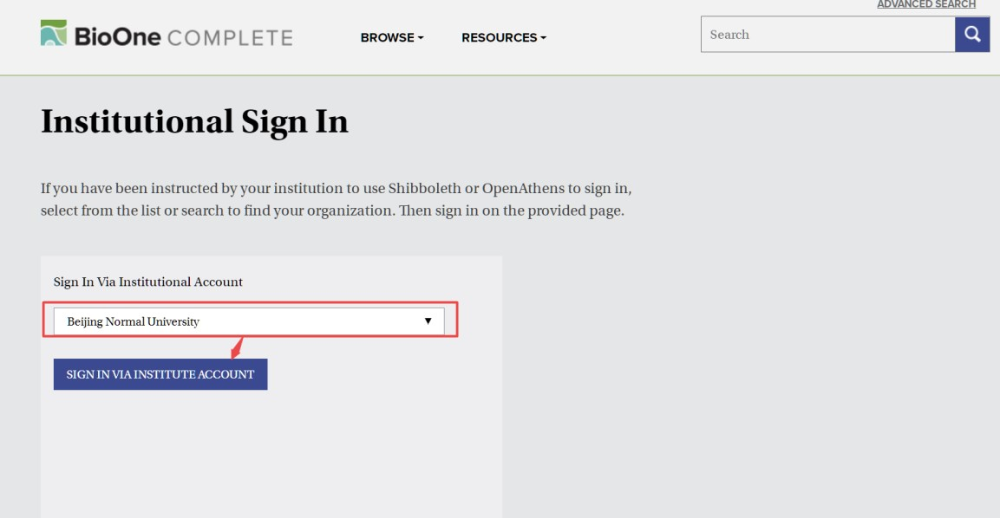 ADVANCED SEARCH
BioOne COMPLETE
BROWSE
RESOURCES
Search
Institutional Sign In
If you have been instructed by your institution to use Shibboleth or OpenAthens to sign in,
select from the list or search to find your organization. Then sign in on the provided page.
Sign In Via Institutional Account
Beijing Normal University
SIGN IN VIA INSTITUTE ACCOUNT